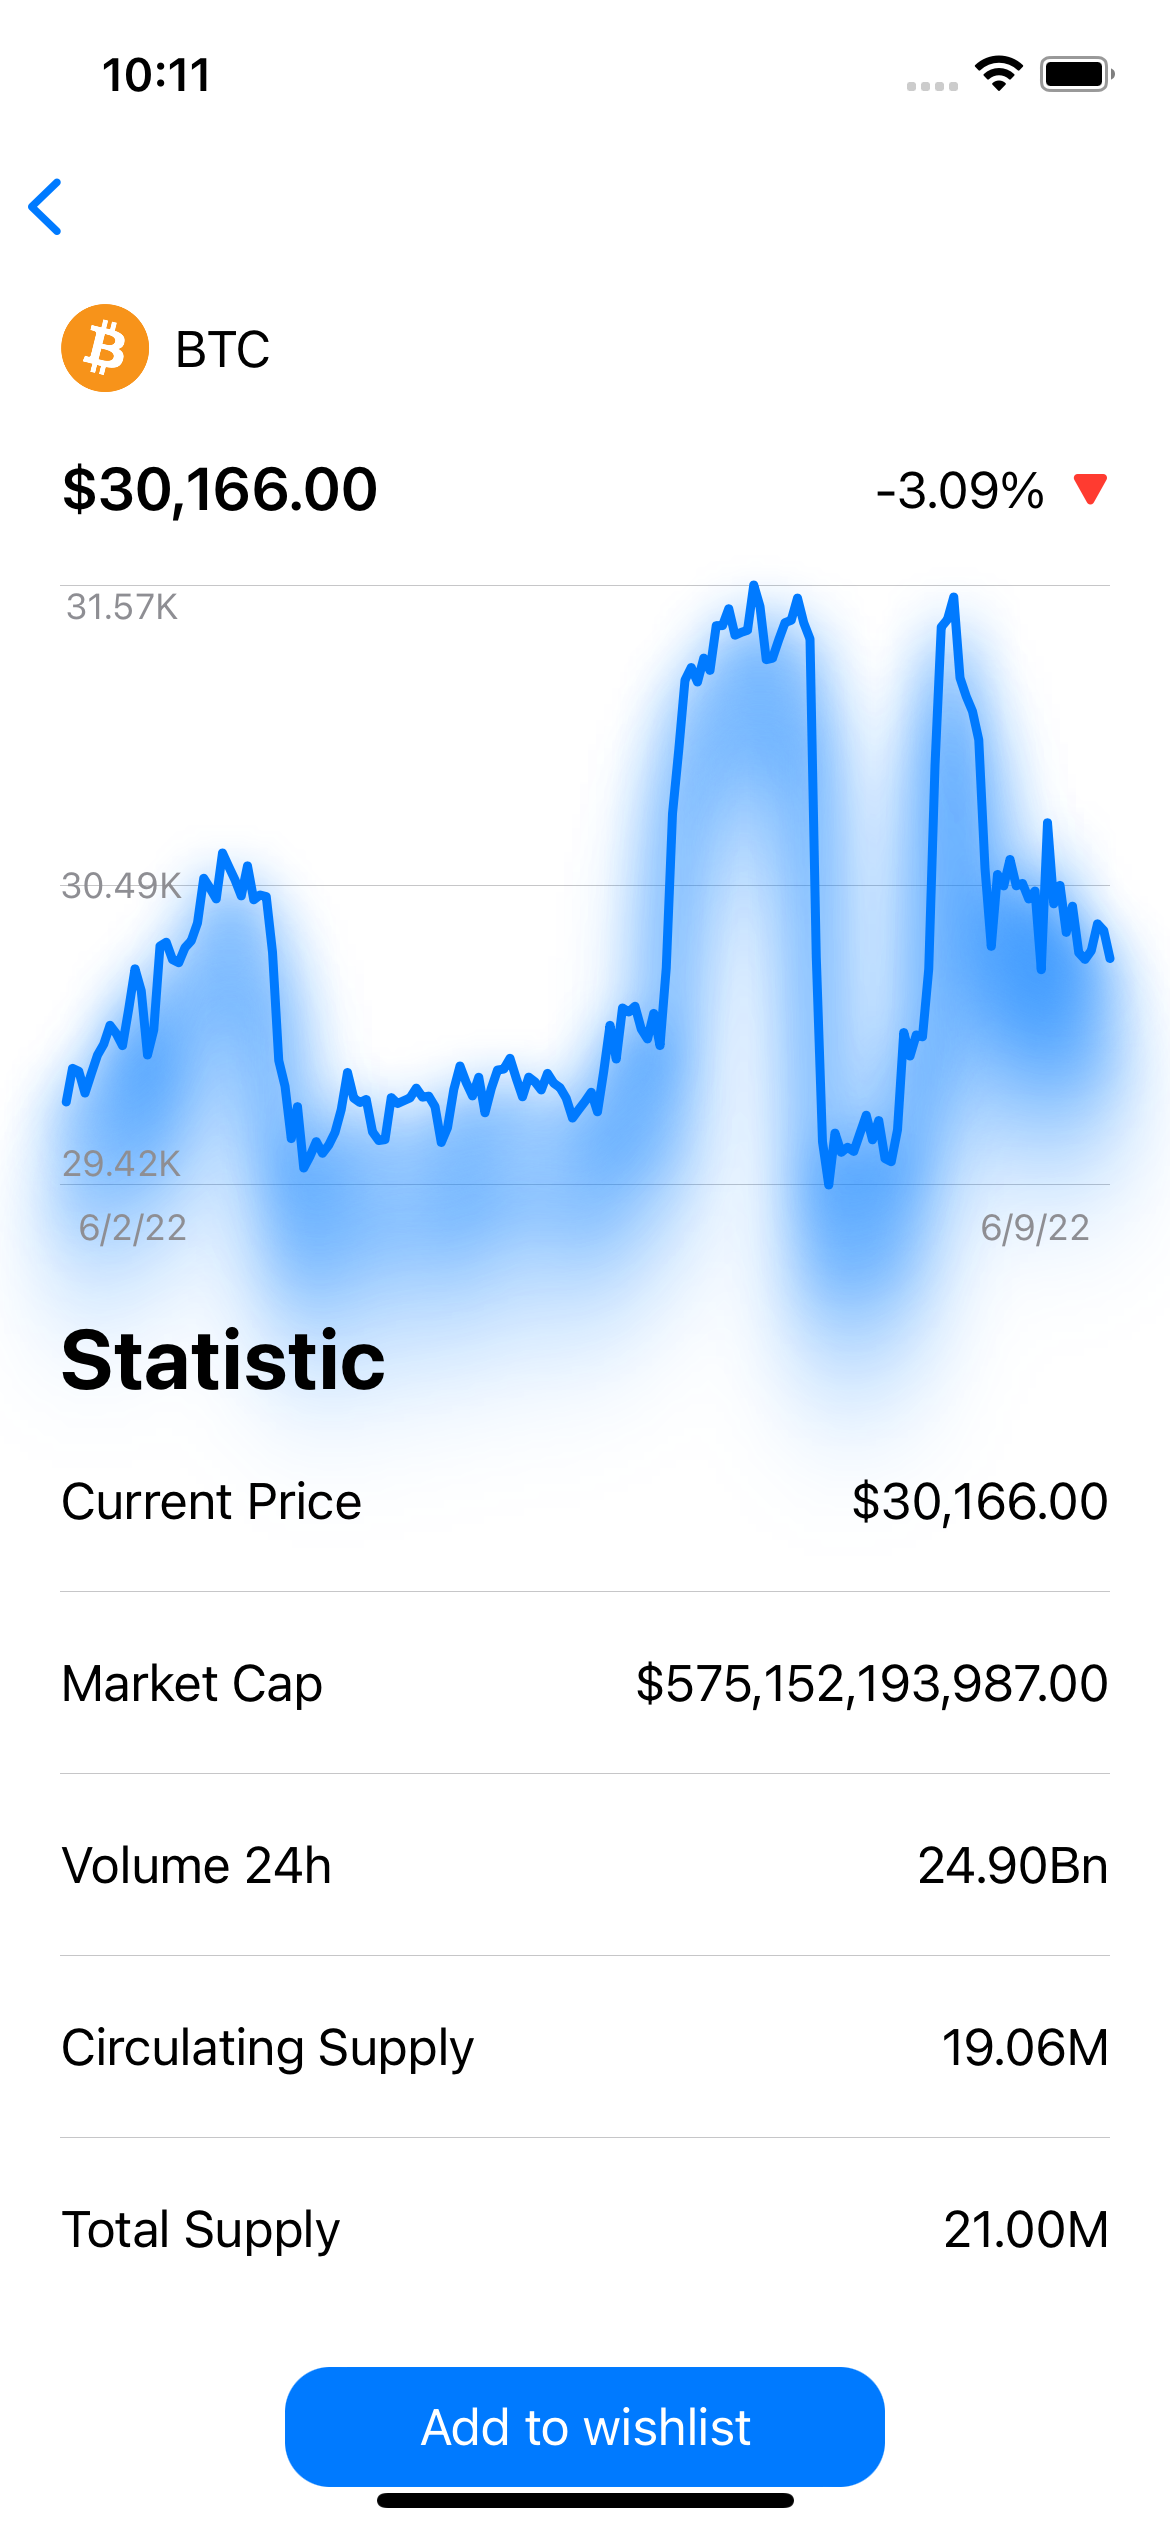 10:11
BTC
$30,166.00 -3.09%
31.57K
30.49K
29.42K
6/2/22 6/9/22
Statistic
Current Price $30,166.00
Market Cap $575,152,193,987.00
Volume 24h 24.90Bn
Circulating Supply 19.06M
Total Supply 21.00M
Add to wishlist